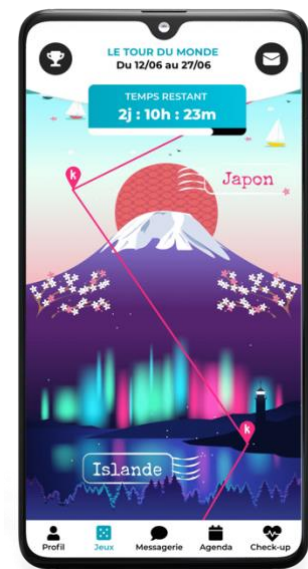 LE TOUR DU MONDE
Du 12/06 au 27/06
TEMPS RESTANT
2j : 10h : 23m
k
Japon
k
Islande
Profil
Jeux
Messagerie
Agenda
Check-up